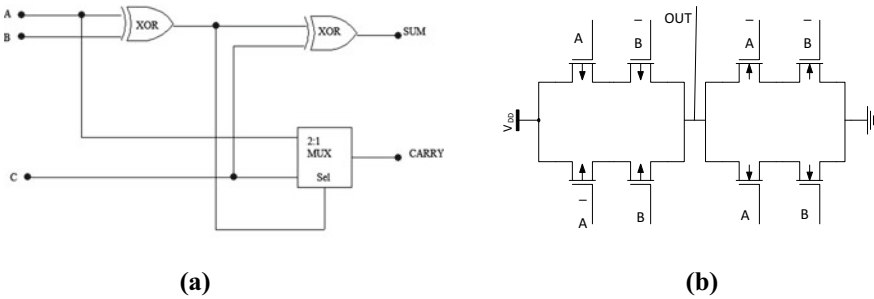 A
B
XOR
XOR
SUM
2:1
MUX
Sel
CARRY
C
(a)
A B̅ OUT A̅ B̅
VDD
A̅ B A B
(b)